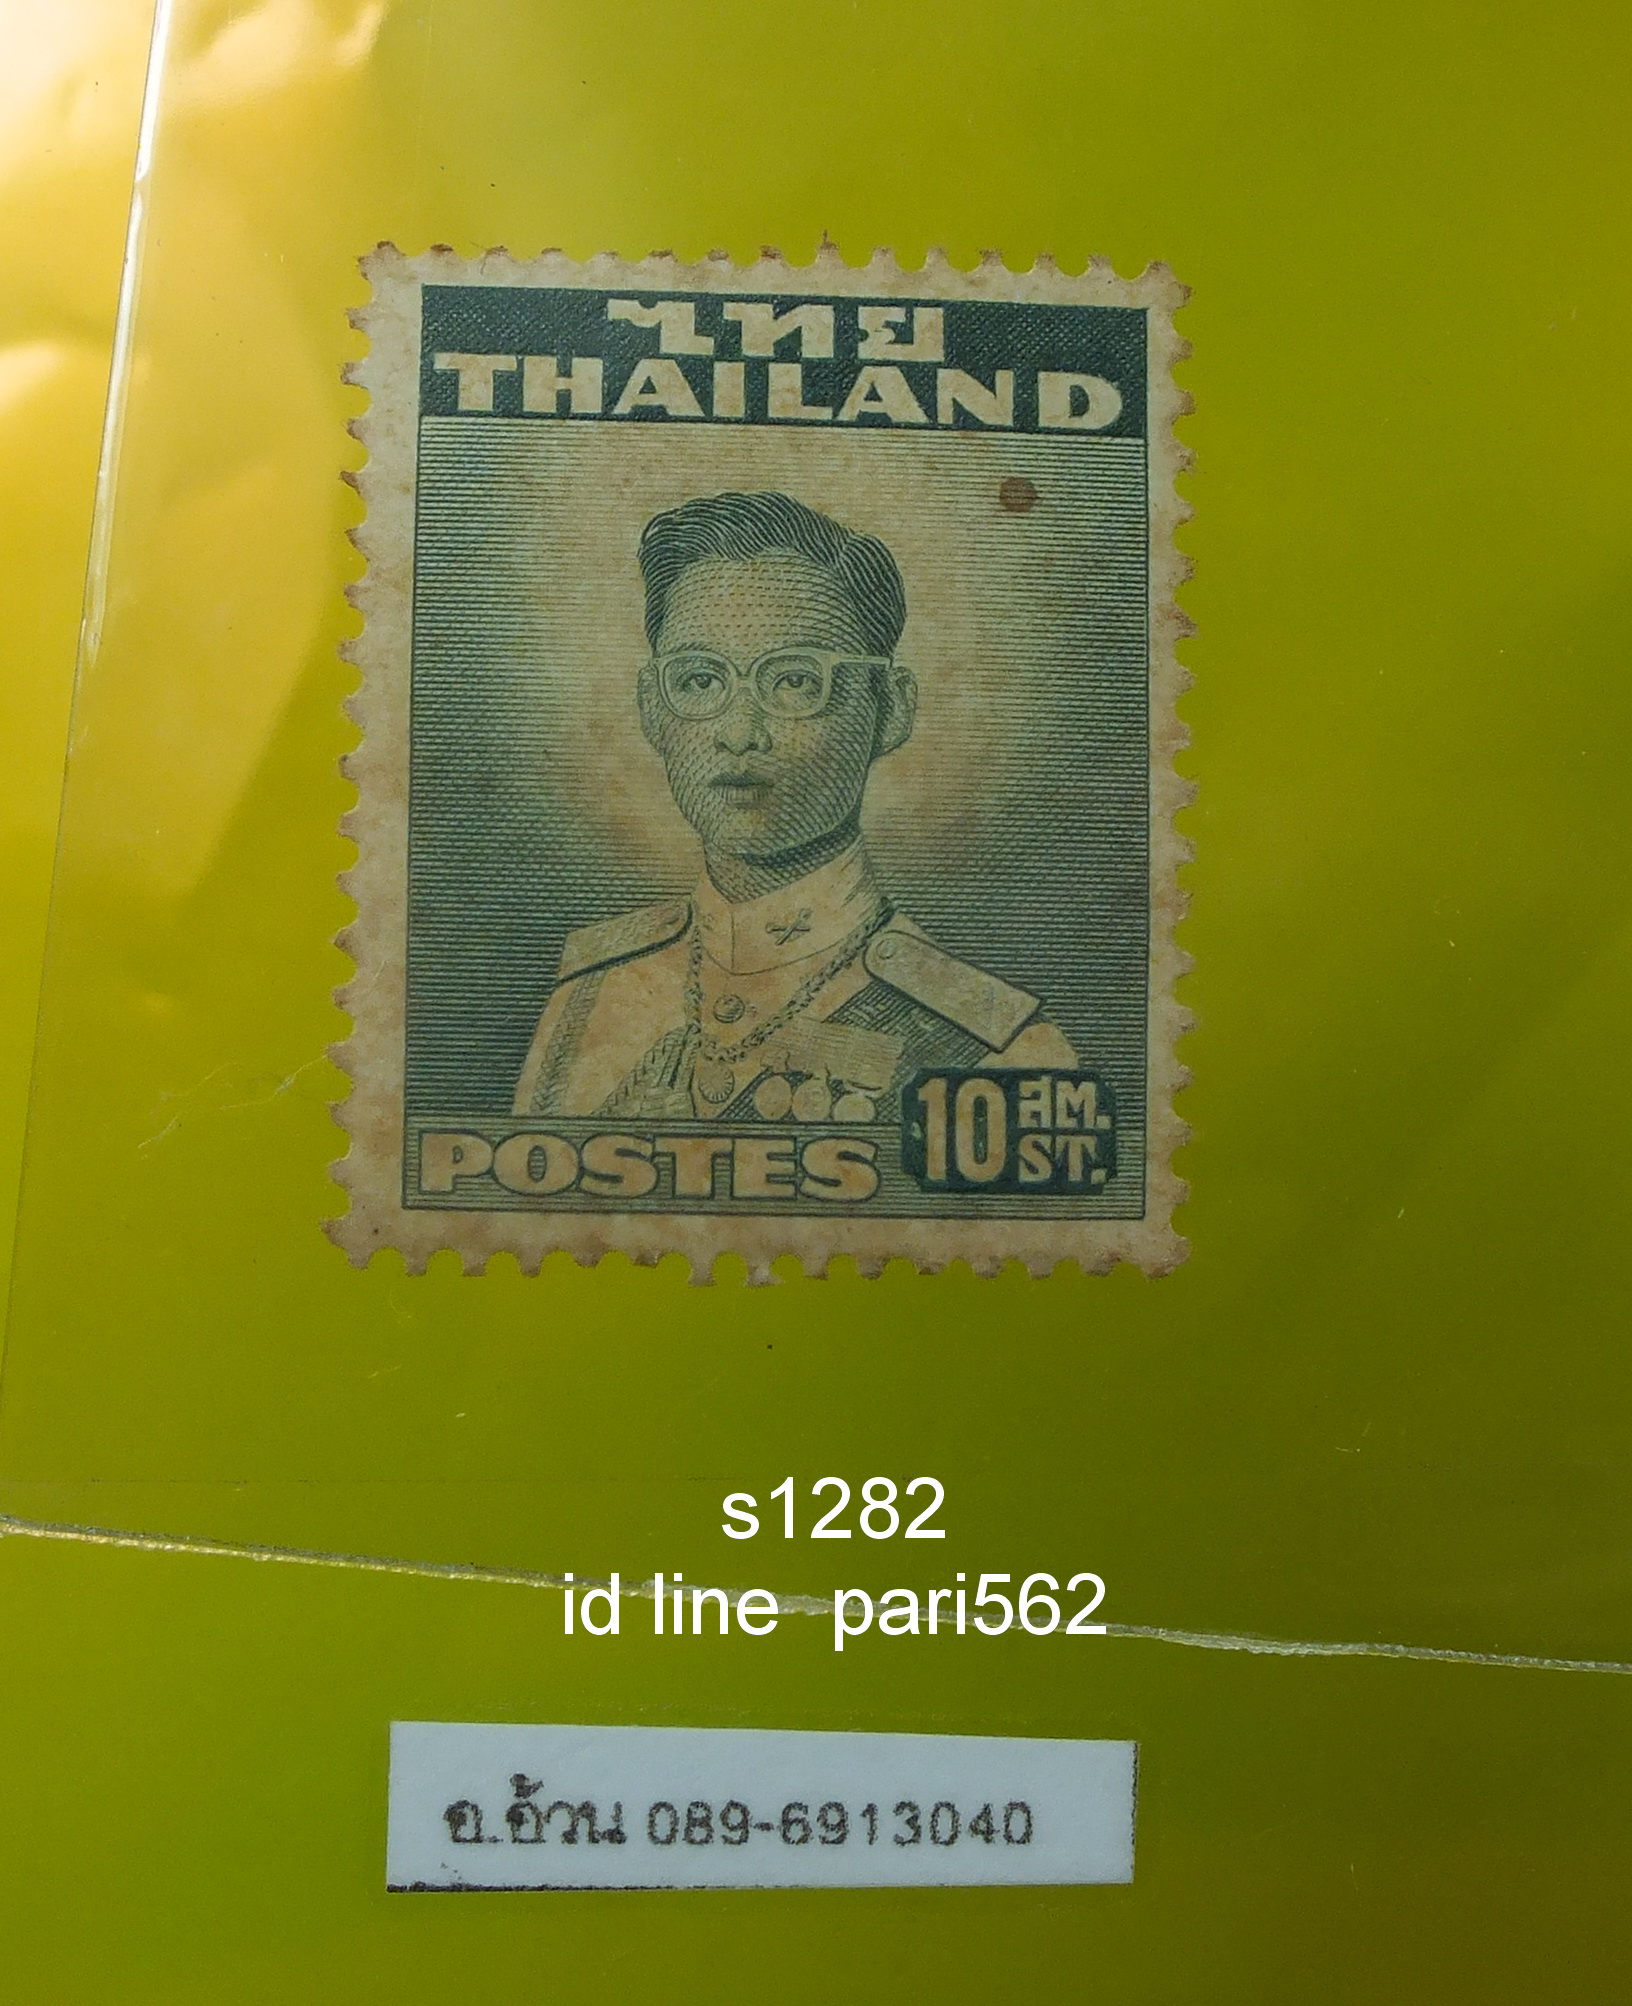 ไทย
THAILAND
POSTES
10 สต.
ST.
s1282
id line pari562
อ.อ้วน 089-6913040